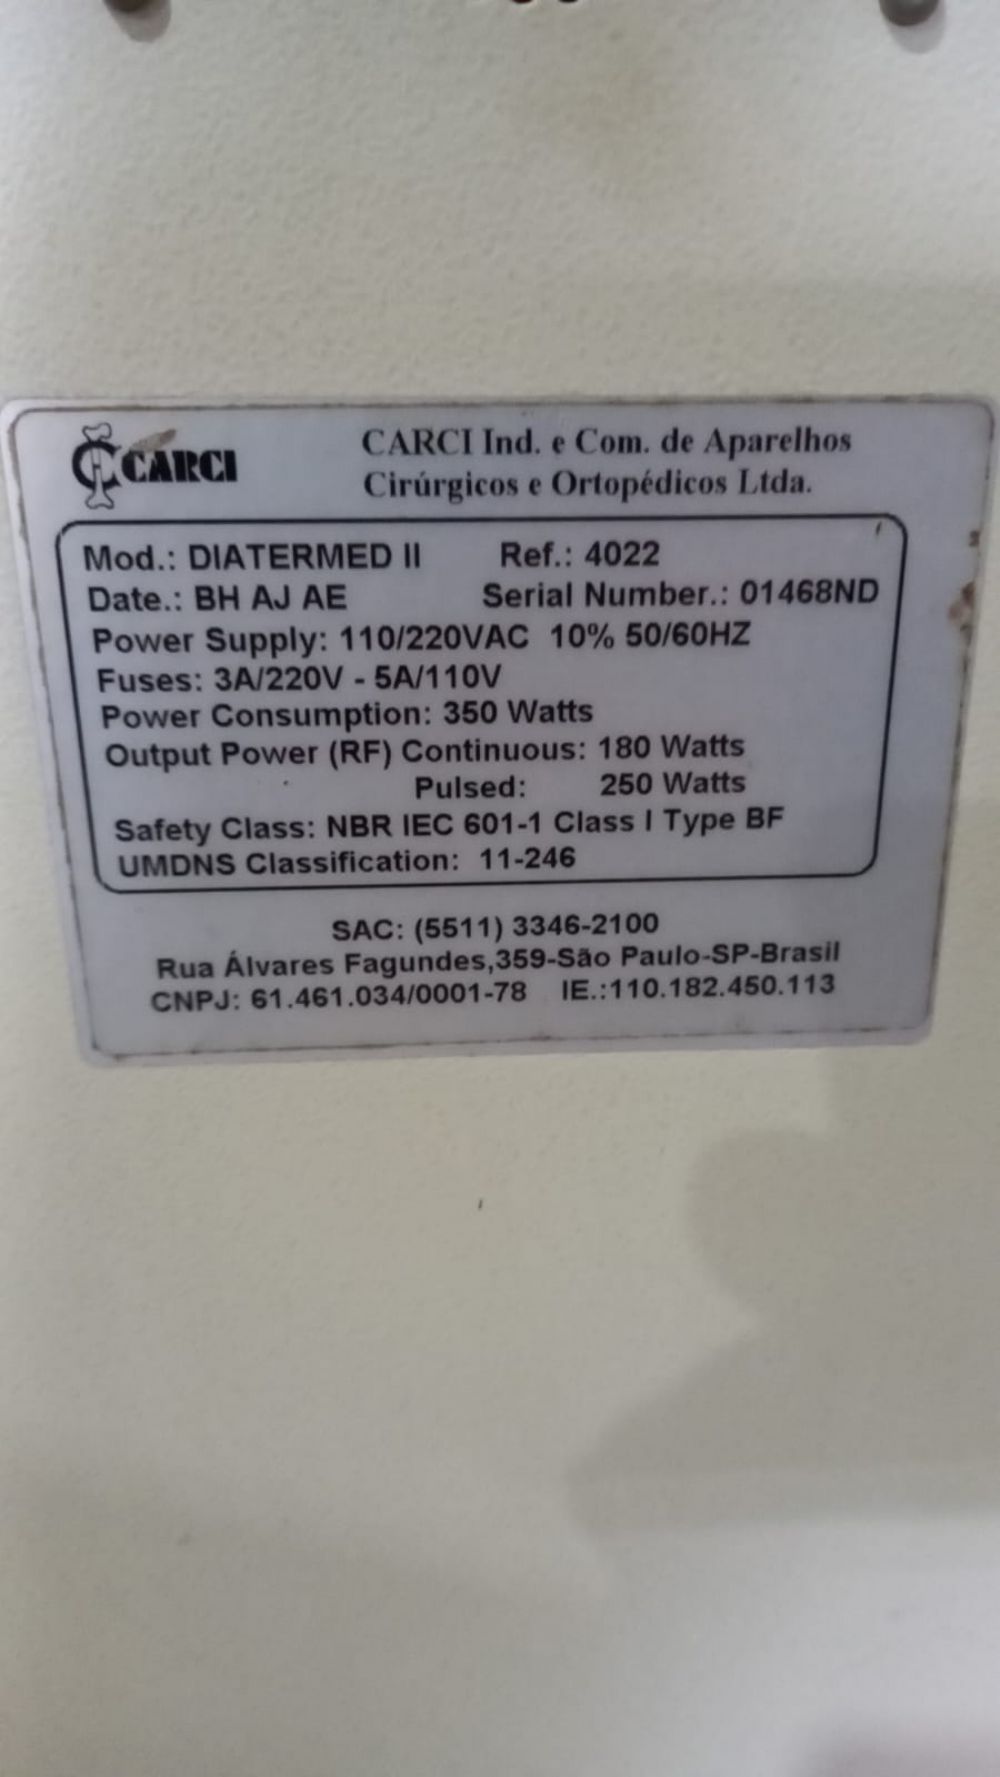 CARCI
CARCI Ind. e Com. de Aparelhos
Cirúrgicos e Ortopédicos Ltda.
Mod.: DIATERMED II Ref.: 4022
Date.: BH AJ AE Serial Number.: 01468ND
Power Supply: 110/220VAC 10% 50/60HZ
Fuses: 3A/220V - 5A/110V
Power Consumption: 350 Watts
Output Power (RF) Continuous: 180 Watts
Pulsed: 250 Watts
Safety Class: NBR IEC 601-1 Class I Type BF
UMDNS Classification: 11-246
SAC: (5511) 3346-2100
Rua Álvares Fagundes,359-São Paulo-SP-Brasil
CNPJ: 61.461.034/0001-78 IE.:110.182.450.113